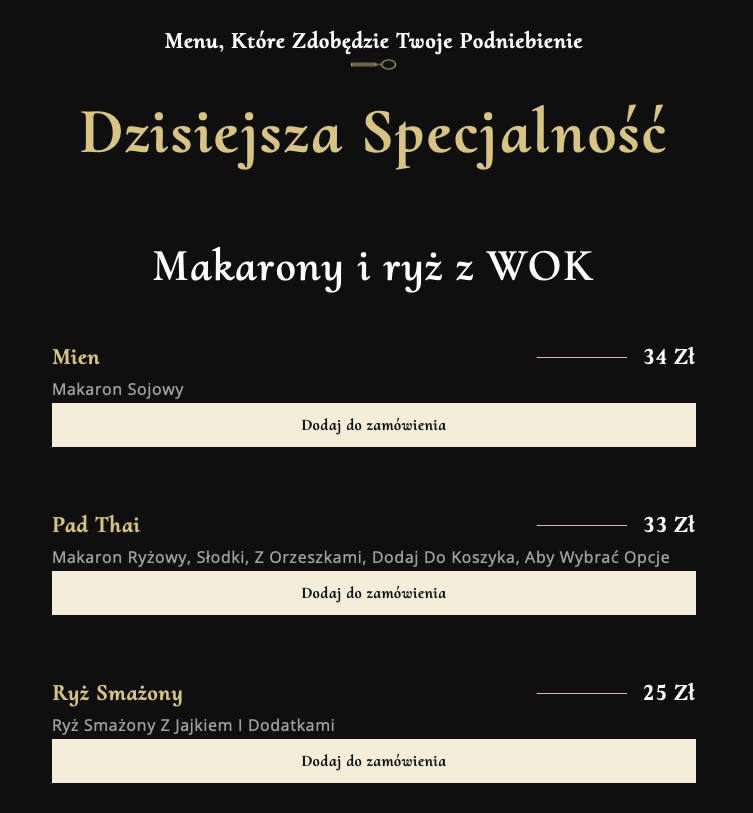 Menu, Które Zdobędzie Twoje Podniebienie
Dzisiejsza Specjalność
Makarony i ryż z WOK
Mien 34 Zł
Makaron Sojowy
Dodaj do zamówienia
Pad Thai 33 Zł
Makaron Ryżowy, Słodki, Z Orzeszkami, Dodaj Do Koszyka, Aby Wybrać Opcje
Dodaj do zamówienia
Ryż Smażony 25 Zł
Ryż Smażony Z Jajkiem I Dodatkami
Dodaj do zamówienia